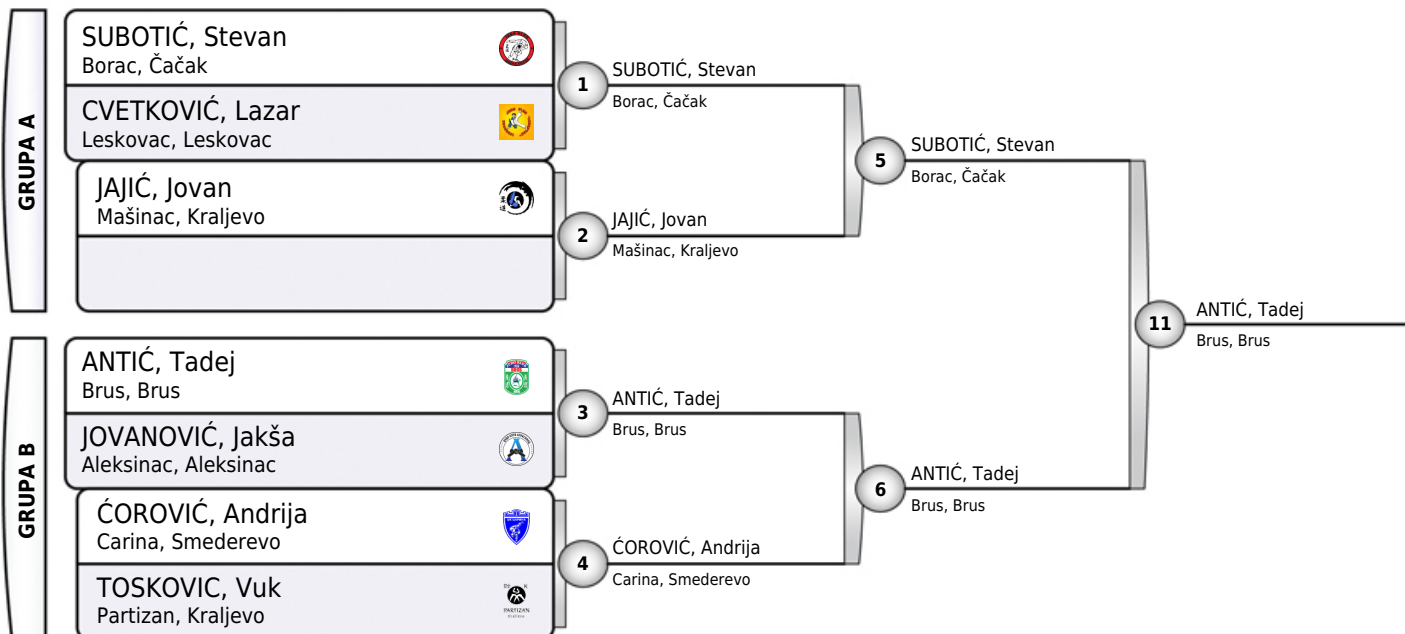 GRUPA A
SUBOTIĆ, Stevan
Borac, Čačak
CVETKOVIĆ, Lazar
Leskovac, Leskovac
JAJIĆ, Jovan
Mašinac, Kraljevo
GRUPA B
ANTIĆ, Tadej
Brus, Brus
JOVANOVIĆ, Jakša
Aleksinac, Aleksinac
ĆOROVIĆ, Andrija
Carina, Smederevo
TOSKOVIC, Vuk
Partizan, Kraljevo
PARTIZAN
1
SUBOTIĆ, Stevan
Borac, Čačak
2
JAJIĆ, Jovan
Mašinac, Kraljevo
3
ANTIĆ, Tadej
Brus, Brus
4
ĆOROVIĆ, Andrija
Carina, Smederevo
5
SUBOTIĆ, Stevan
Borac, Čačak
6
ANTIĆ, Tadej
Brus, Brus
11
ANTIĆ, Tadej
Brus, Brus